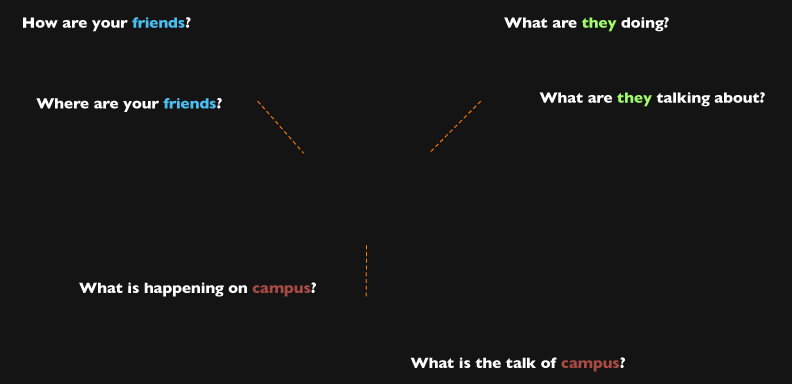 How are your friends?
What are they doing?
Where are your friends?
What are they talking about?
What is happening on campus?
What is the talk of campus?